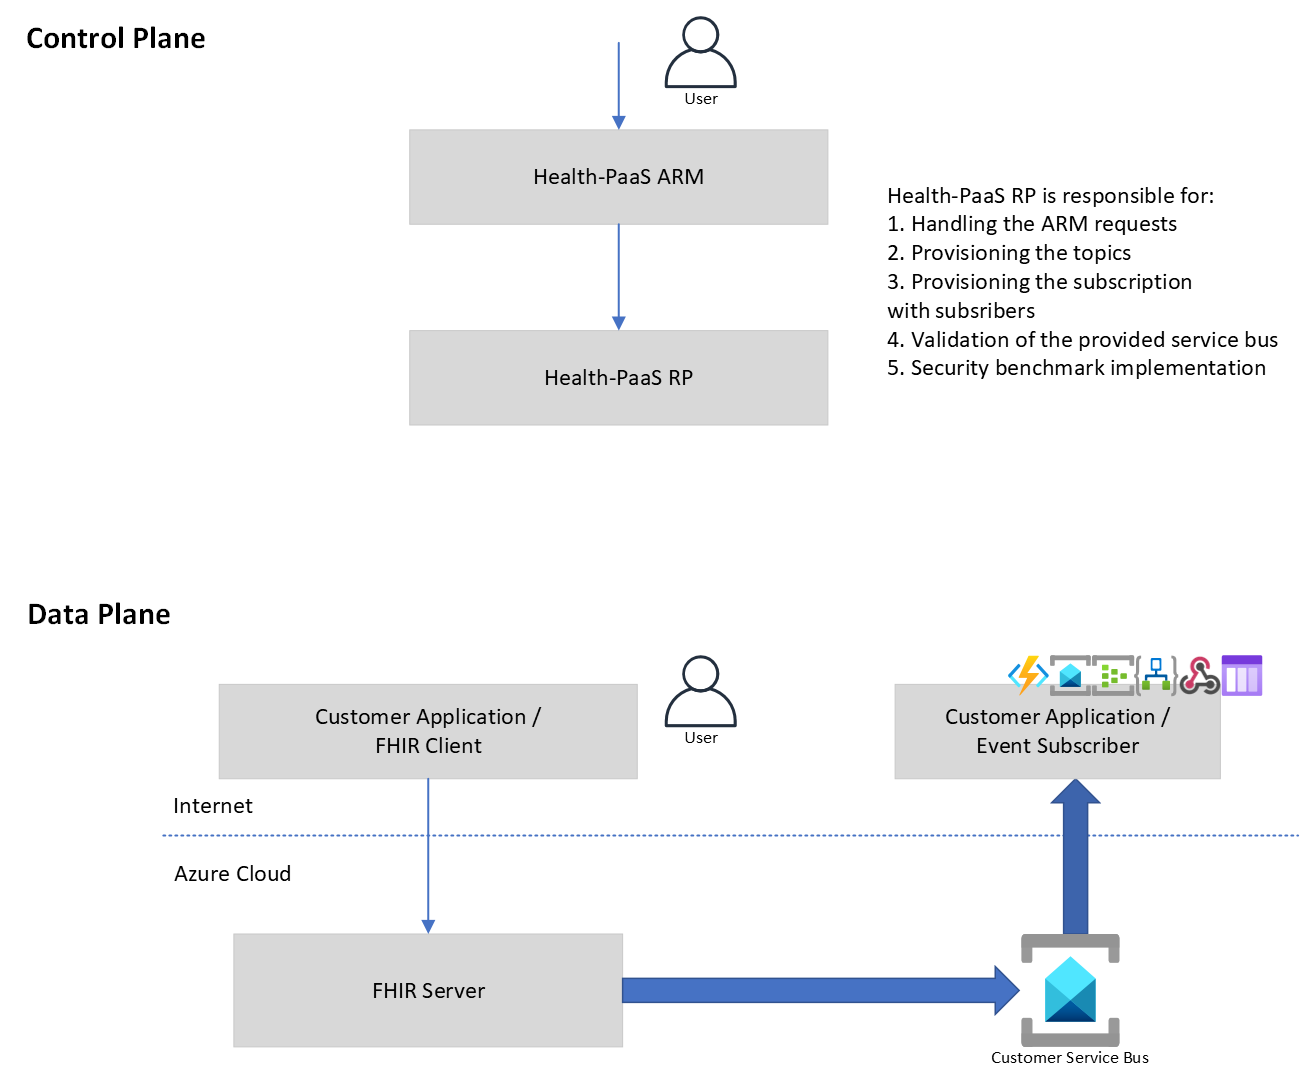 Control Plane
User
Health-PaaS ARM
Health-PaaS RP is responsible for:
1. Handling the ARM requests
2. Provisioning the topics
3. Provisioning the subscription
with subsribers
4. Validation of the provided service bus
5. Security benchmark implementation
Health-PaaS RP
Data Plane
Customer Application /
FHIR Client
User
Customer Application /
Event Subscriber
Internet
Azure Cloud
FHIR Server
Customer Service Bus